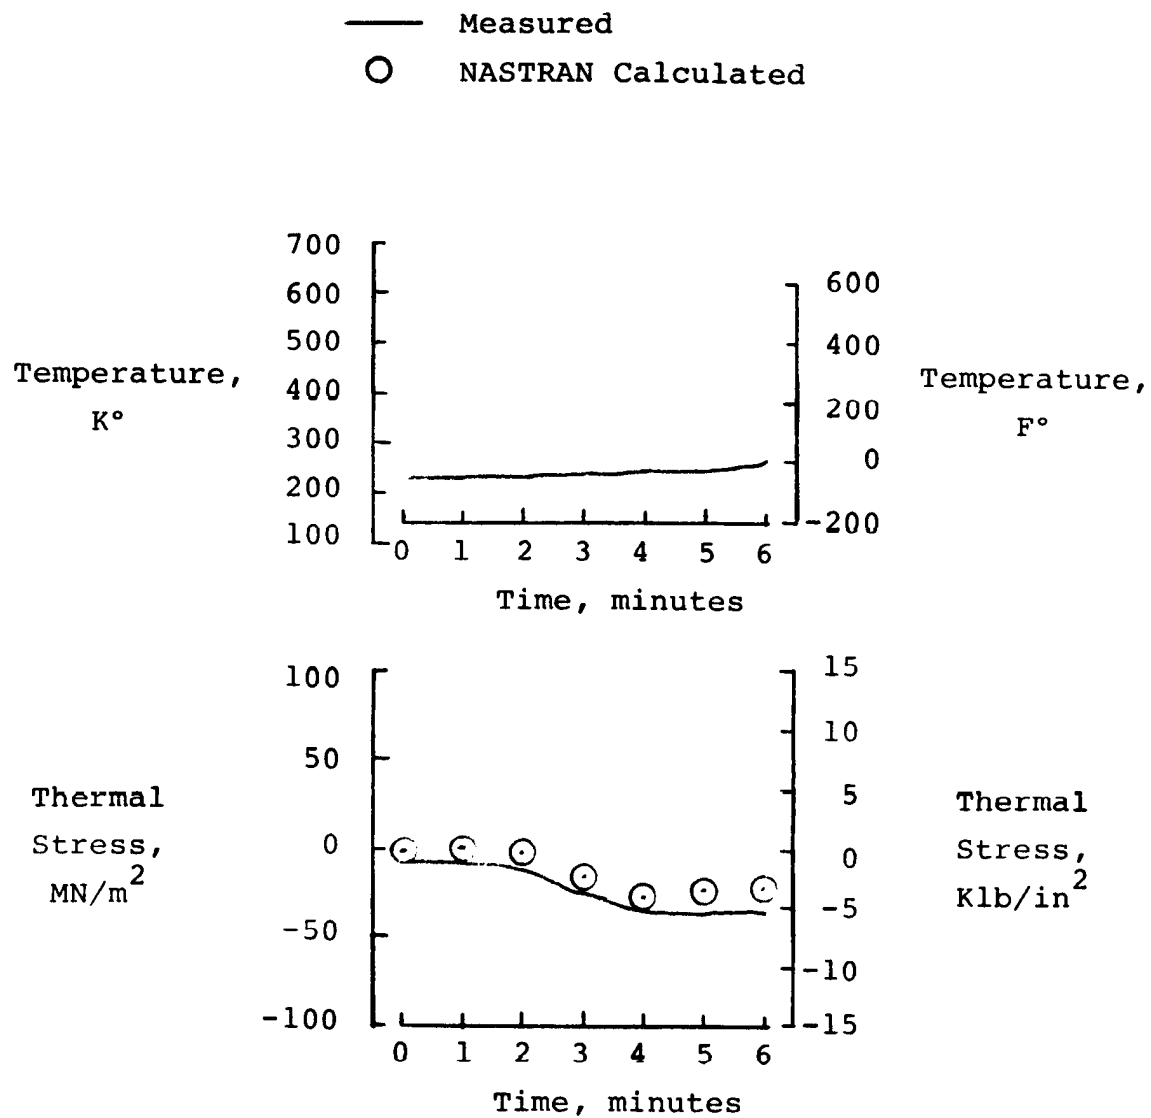 Measured
NASTRAN Calculated
700
600
500
400
300
200
100
Temperature,
K°
600
400
200
0
-200
Temperature,
F°
0 1 2 3 4 5 6
Time, minutes
100
50
0
-50
-100
Thermal
Stress,
MN/m²
15
10
5
0
-5
-10
-15
Thermal
Stress,
Klb/in²
0 1 2 3 4 5 6
Time, minutes